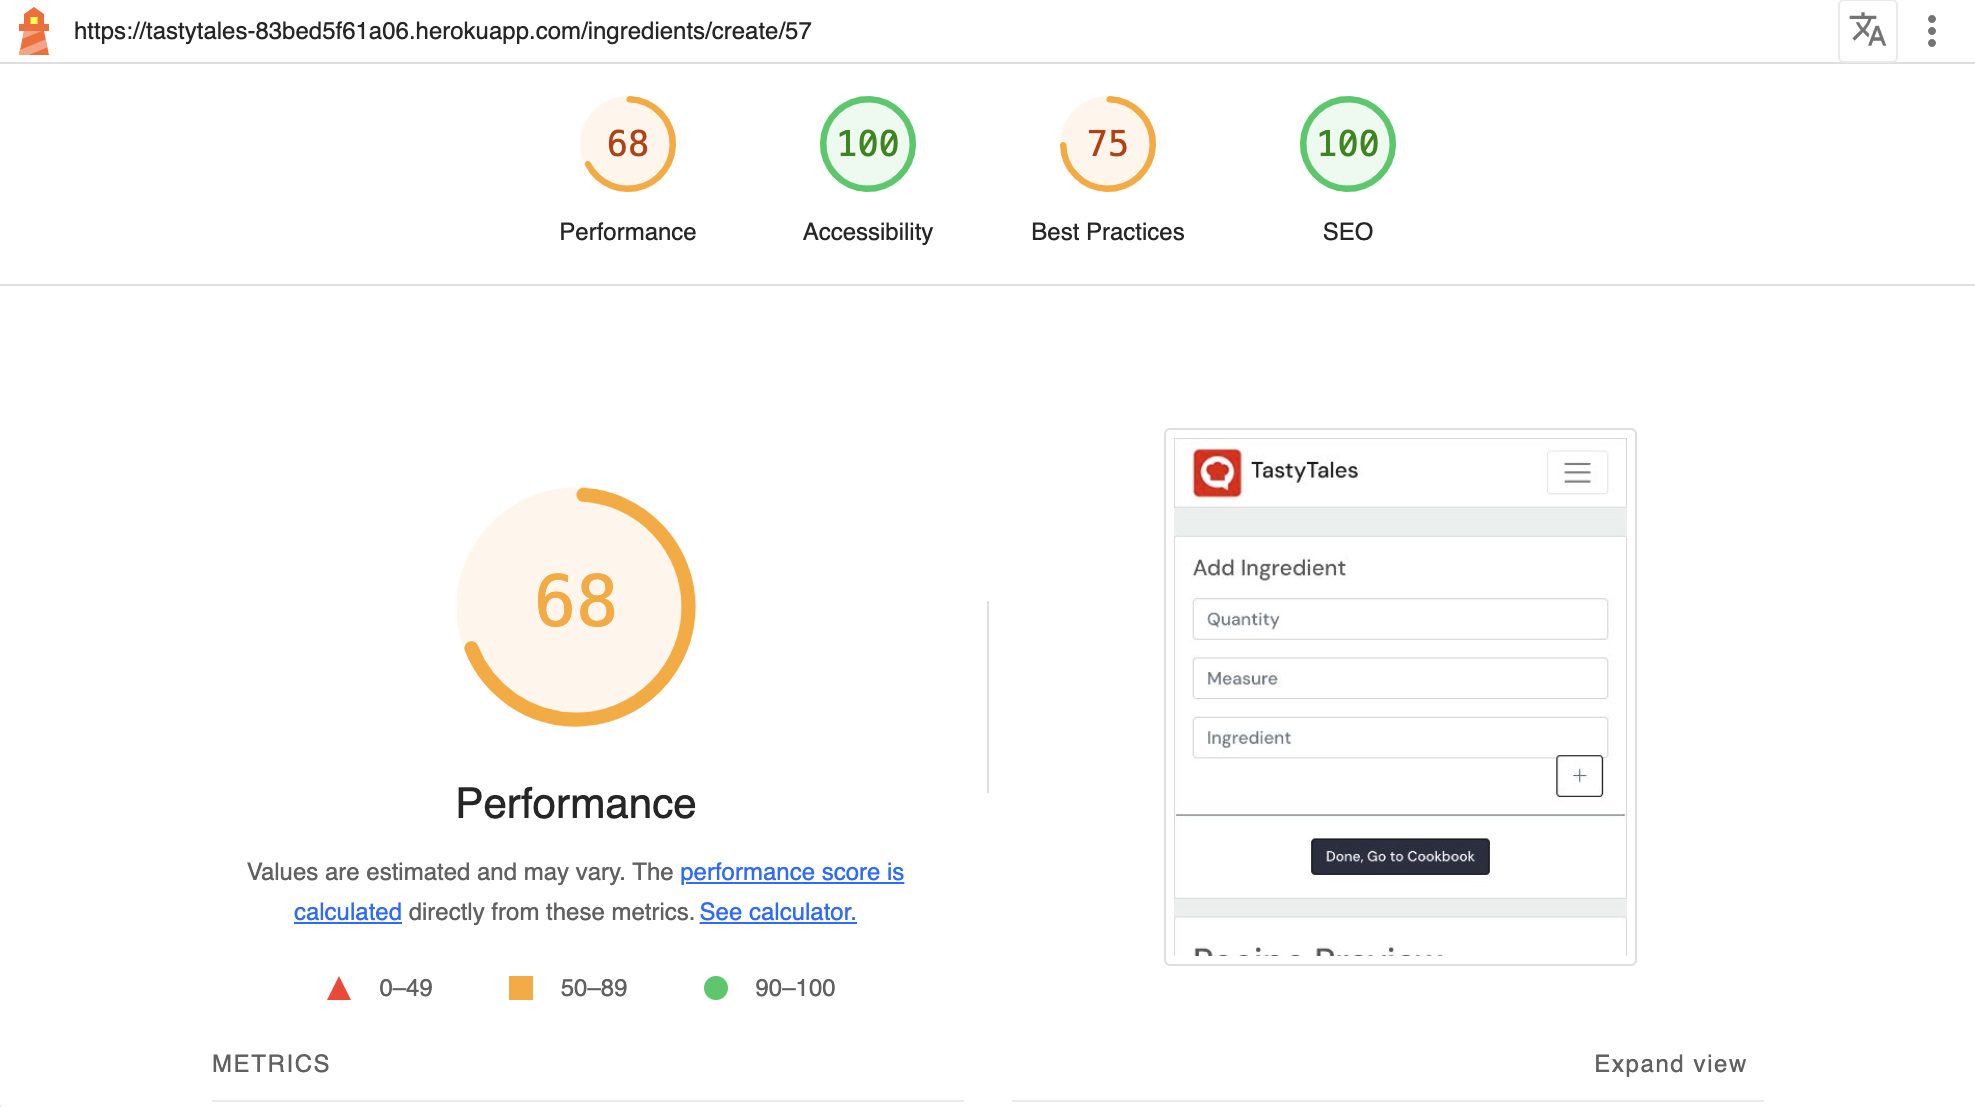 https://tastytales-83bed5f61a06.herokuapp.com/ingredients/create/57
68
100
75
100
Performance
Accessibility
Best Practices
SEO
68
Performance
Values are estimated and may vary. The performance score is
calculated directly from these metrics. See calculator.
0–49
50–89
90–100
TastyTales
Add Ingredient
Quantity
Measure
Ingredient
+
Done, Go to Cookbook
Recipe Preview
METRICS
Expand view